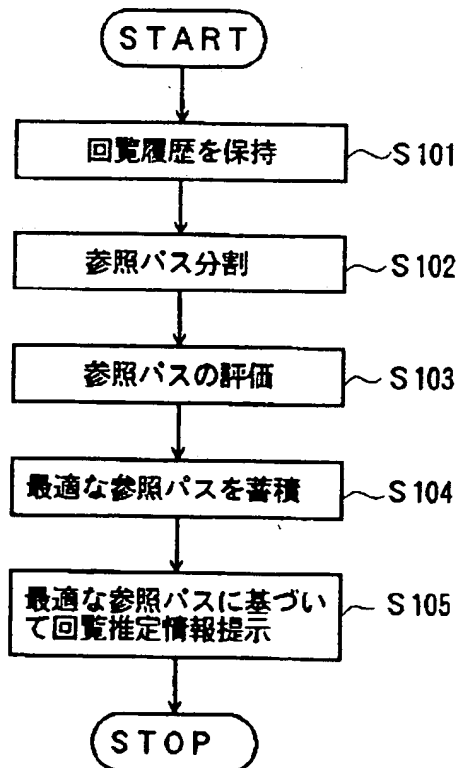 START
回覧履歴を保持
S101
参照パス分割
S102
参照パスの評価
S103
最適な参照パスを蓄積
S104
最適な参照パスに基づい
て回覧推定情報提示
S105
STOP